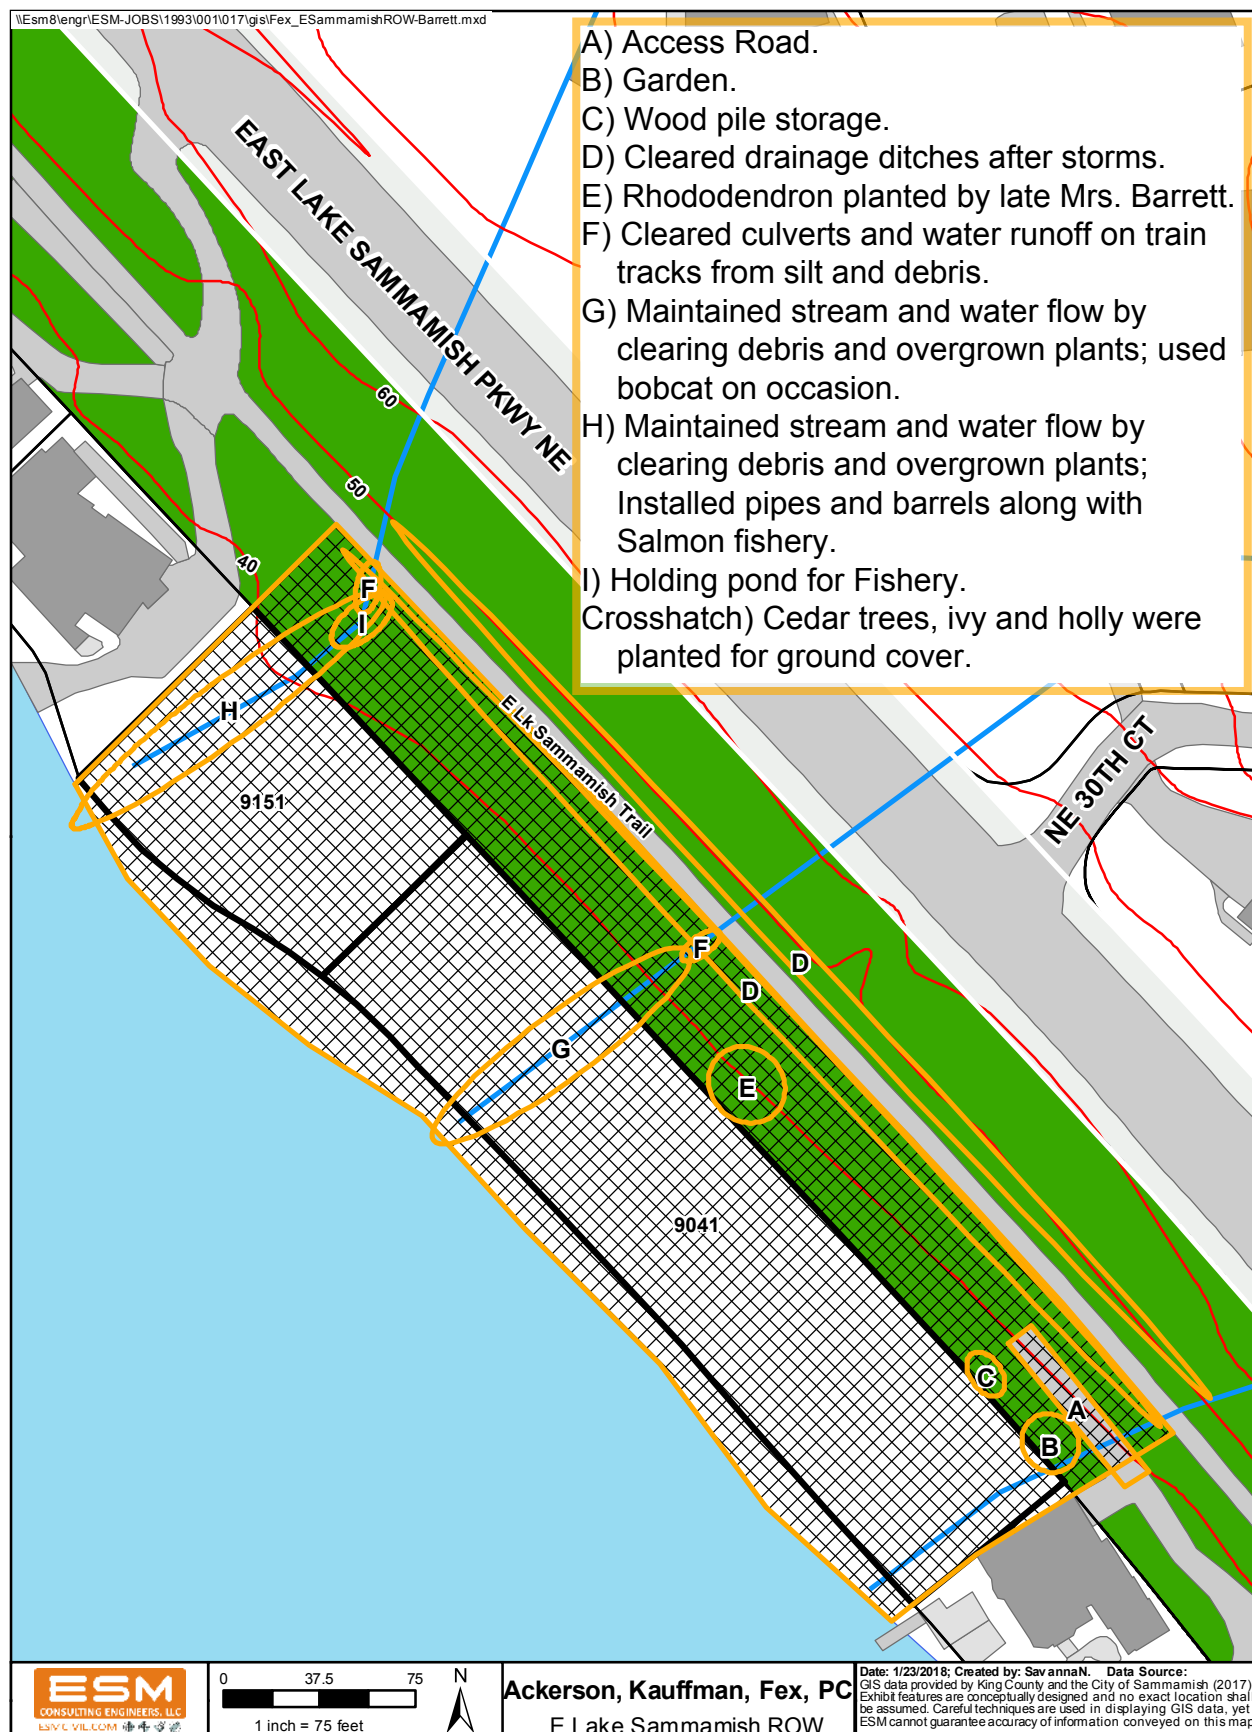 \\Esm8\engr\ESM-JOBS\1993\001\017\gis\Fex_ESammamishROW-Barrett.mxd
A) Access Road.
B) Garden.
C) Wood pile storage.
D) Cleared drainage ditches after storms.
E) Rhododendron planted by late Mrs. Barrett.
F) Cleared culverts and water runoff on train
tracks from silt and debris.
G) Maintained stream and water flow by
clearing debris and overgrown plants; used
bobcat on occasion.
H) Maintained stream and water flow by
clearing debris and overgrown plants;
Installed pipes and barrels along with
Salmon fishery.
I) Holding pond for Fishery.
Crosshatch) Cedar trees, ivy and holly were
planted for ground cover.
EAST LAKE SAMMAMISH PKWY NE
60
50
40
F
I
H
E Lk Sammamish Trail
NE 30TH CT
9151
F
D
D
G
E
9041
C
A
B
ESM
CONSULTING ENGINEERS, LLC
ESMCIVIL.COM
0 37.5 75
1 inch = 75 feet
N
Ackerson, Kauffman, Fex, PC
E Lake Sammamish ROW
Date: 1/23/2018; Created by: SavannaN. Data Source:
GIS data provided by King County and the City of Sammamish (2017)
Exhibit features are conceptually designed and no exact location shall
be assumed. Careful techniques are used in displaying GIS data, yet
ESM cannot guarantee accuracy of information conveyed on this map